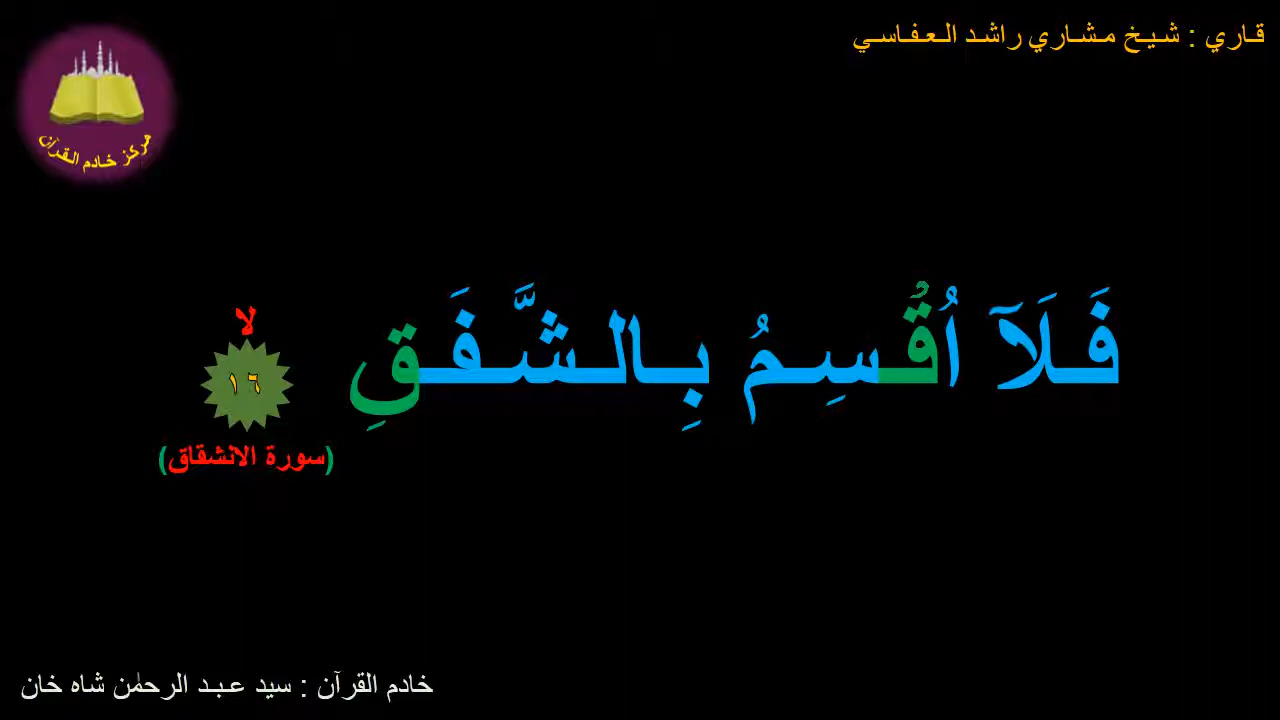 قاري : شيخ مشاري راشد العفاسي
مركز خادم القرآن
فَلَآ اُقُسِمُ بِالشَّفَقِ
لا
١٦
(سورة الانشقاق)
خادم القرآن : سيد عبد الرحمٰن شاه خان